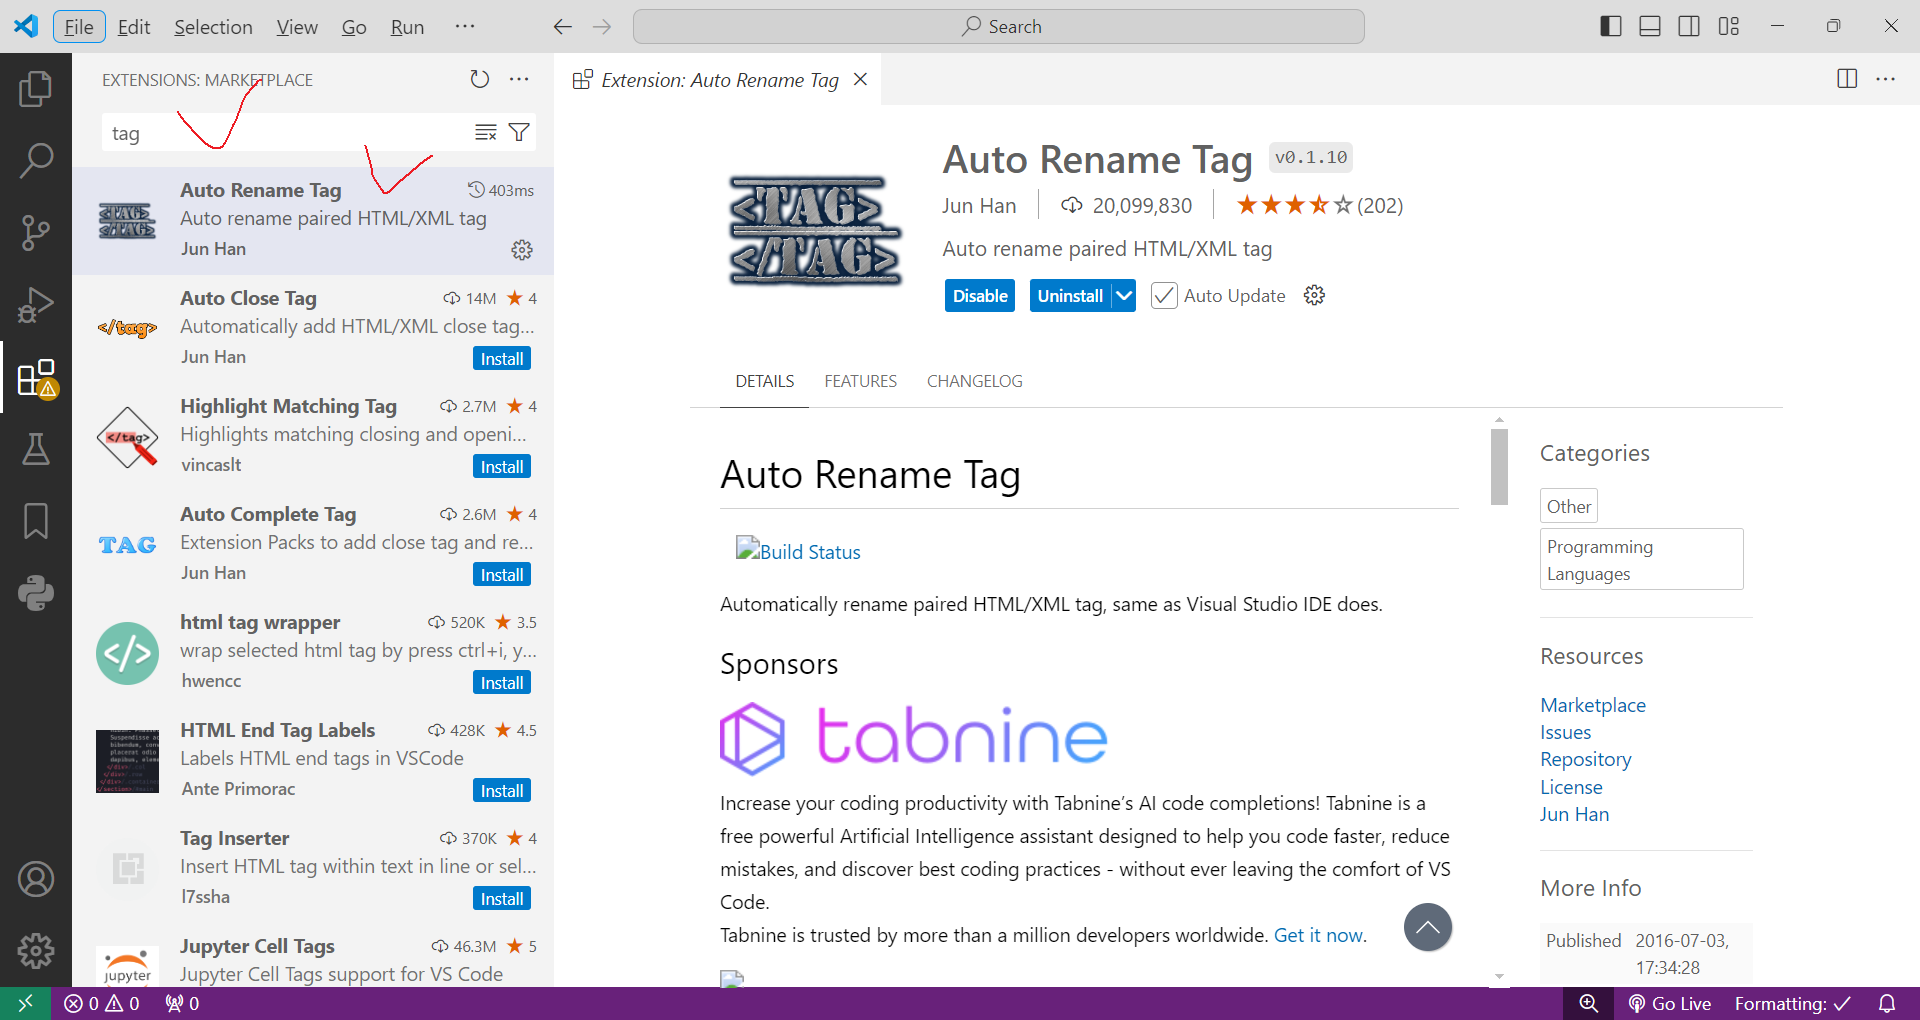 File Edit Selection View Go Run ··· Search
EXTENSIONS: MARKETPLACE
tag
Auto Rename Tag 403ms
Auto rename paired HTML/XML tag
Jun Han
Auto Close Tag 14M ★ 4
Automatically add HTML/XML close tag...
Jun Han Install
Highlight Matching Tag 2.7M ★ 4
Highlights matching closing and openi...
vincaslt Install
Auto Complete Tag 2.6M ★ 4
Extension Packs to add close tag and re...
Jun Han Install
html tag wrapper 520K ★ 3.5
wrap selected html tag by press ctrl+i, y...
hwencc Install
HTML End Tag Labels 428K ★ 4.5
Labels HTML end tags in VSCode
Ante Primorac Install
Tag Inserter 370K ★ 4
Insert HTML tag within text in line or sel...
l7ssha Install
Jupyter Cell Tags 46.3M ★ 5
Jupyter Cell Tags support for VS Code
<TAG>
</TAG>
</tag>
</tag>
TAG
</>
jupyter
Extension: Auto Rename Tag
<TAG>
</TAG>
Auto Rename Tag v0.1.10
Jun Han 20,099,830 (202)
Auto rename paired HTML/XML tag
Disable Uninstall Auto Update
DETAILS FEATURES CHANGELOG
Auto Rename Tag
Build Status
Automatically rename paired HTML/XML tag, same as Visual Studio IDE does.
Sponsors
tabnine
Increase your coding productivity with Tabnine’s AI code completions! Tabnine is a
free powerful Artificial Intelligence assistant designed to help you code faster, reduce
mistakes, and discover best coding practices - without ever leaving the comfort of VS
Code.
Tabnine is trusted by more than a million developers worldwide. Get it now.
Categories
Other
Programming
Languages
Resources
Marketplace
Issues
Repository
License
Jun Han
More Info
Published 2016-07-03,
17:34:28
0 0 0 Go Live Formatting: ✓